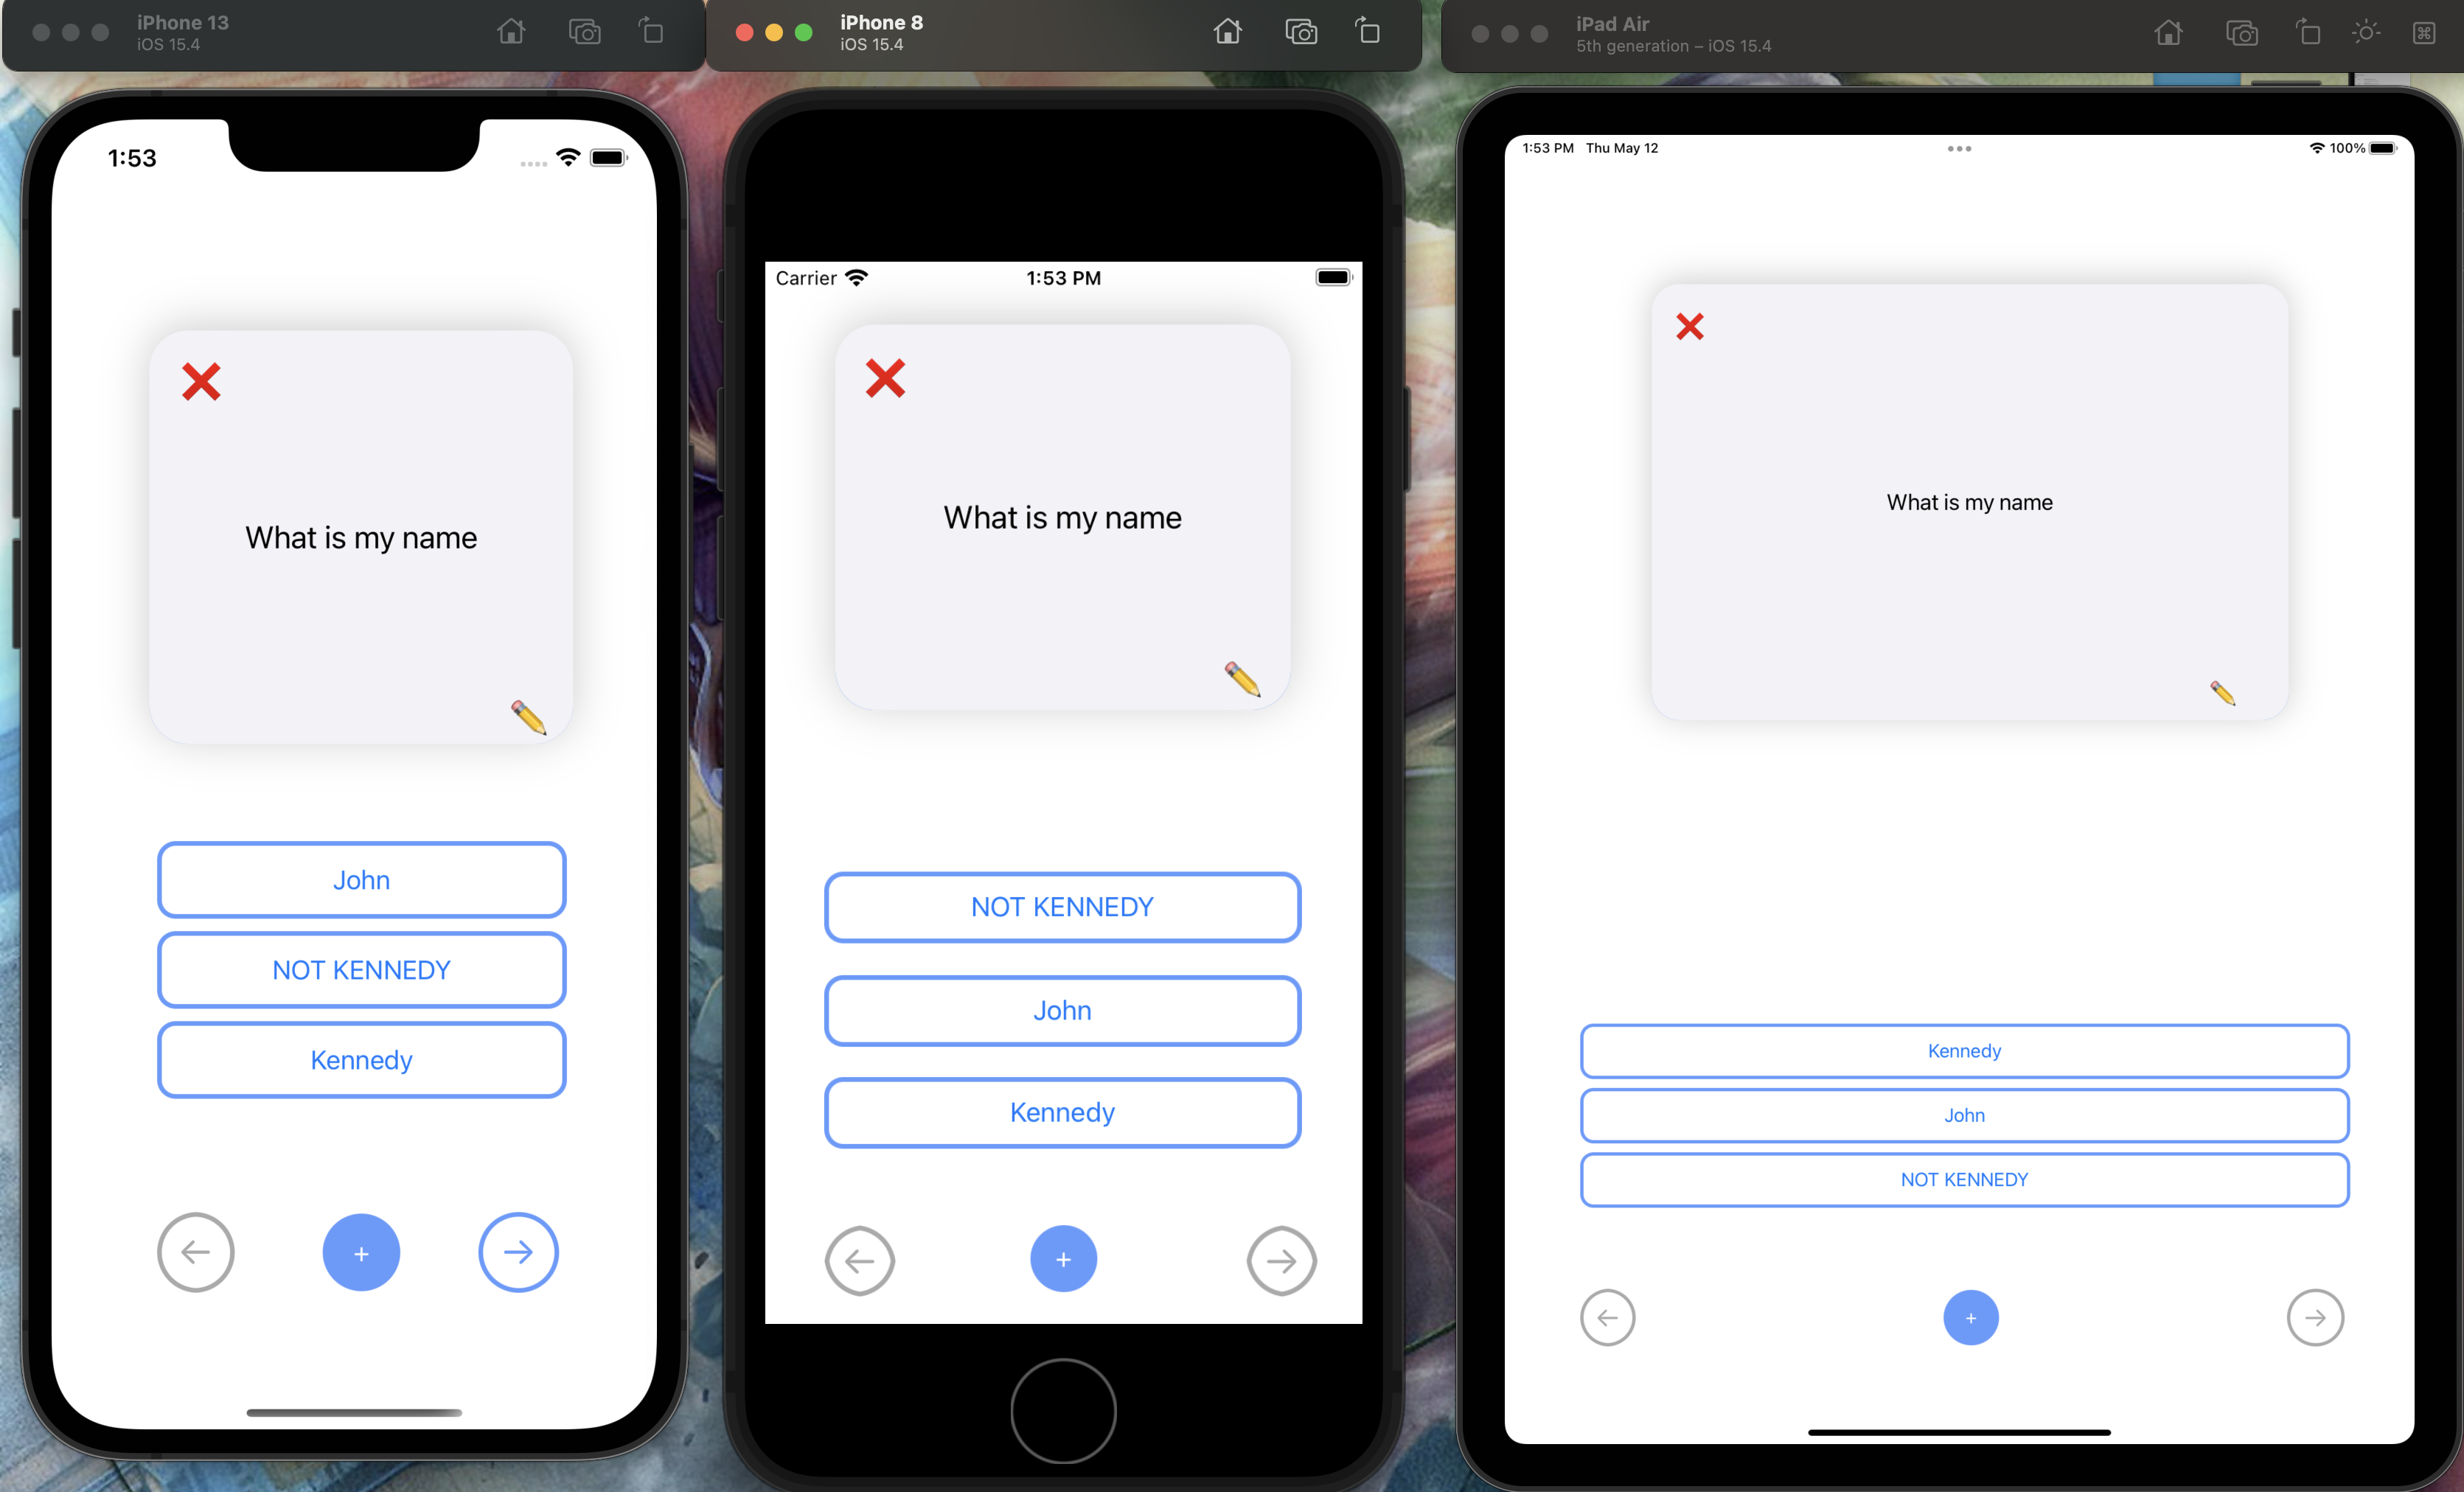 iPhone 13
iOS 15.4
1:53
What is my name
John
NOT KENNEDY
Kennedy
+
iPhone 8
iOS 15.4
Carrier
1:53 PM
What is my name
NOT KENNEDY
John
Kennedy
+
iPad Air
5th generation – iOS 15.4
1:53 PM Thu May 12
100%
What is my name
Kennedy
John
NOT KENNEDY
+